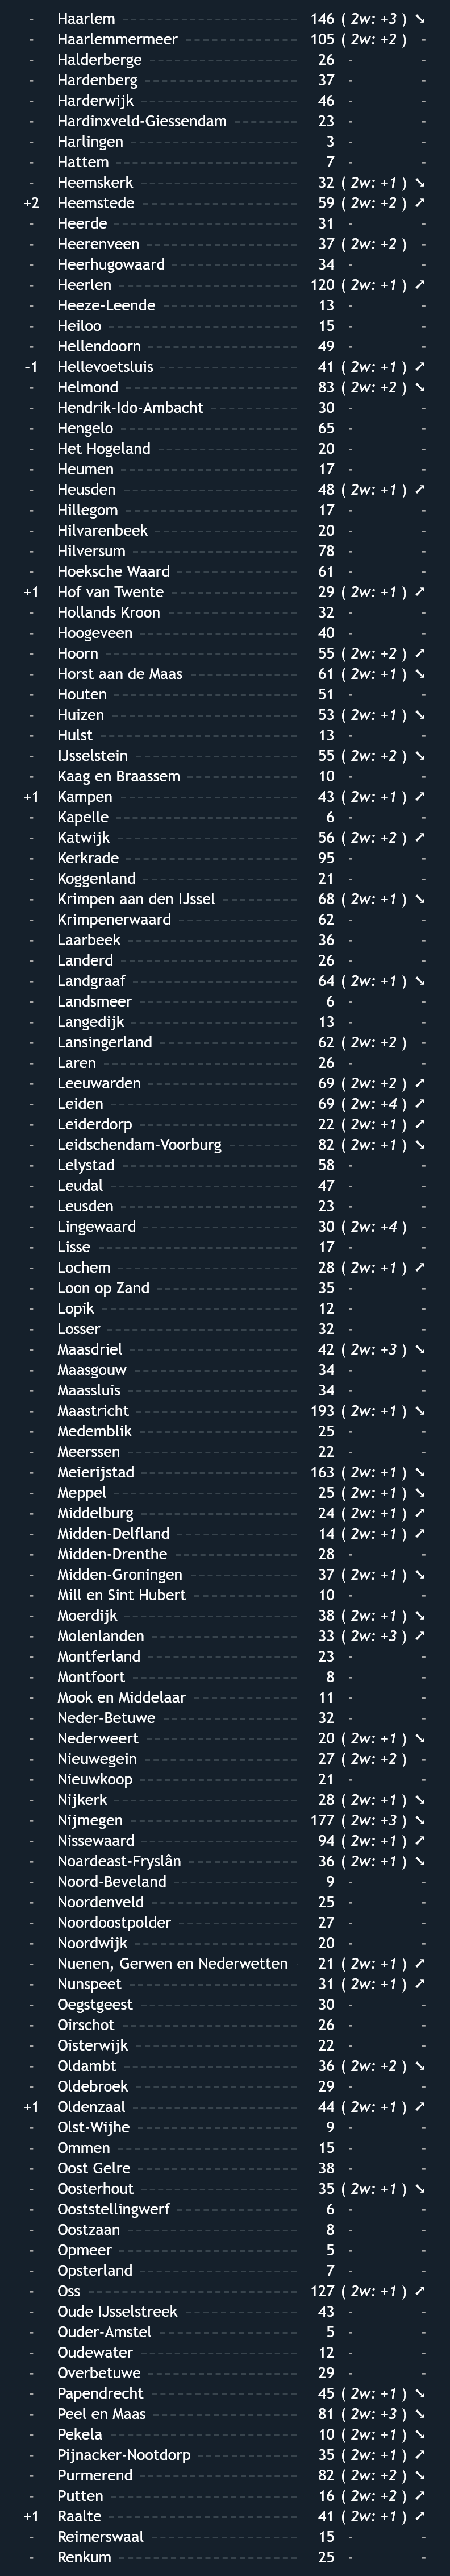 - Haarlem 146 ( 2w: +3 ) ➘
- Haarlemmermeer 105 ( 2w: +2 ) -
- Halderberge 26 - -
- Hardenberg 37 - -
- Harderwijk 46 - -
- Hardinxveld-Giessendam 23 - -
- Harlingen 3 - -
- Hattem 7 - -
- Heemskerk 32 ( 2w: +1 ) ➘
+2 Heemstede 59 ( 2w: +2 ) ➚
- Heerde 31 - -
- Heerenveen 37 ( 2w: +2 ) -
- Heerhugowaard 34 - -
- Heerlen 120 ( 2w: +1 ) ➚
- Heeze-Leende 13 - -
- Heiloo 15 - -
- Hellendoorn 49 - -
-1 Hellevoetsluis 41 ( 2w: +1 ) ➚
- Helmond 83 ( 2w: +2 ) ➘
- Hendrik-Ido-Ambacht 30 - -
- Hengelo 65 - -
- Het Hogeland 20 - -
- Heumen 17 - -
- Heusden 48 ( 2w: +1 ) ➚
- Hillegom 17 - -
- Hilvarenbeek 20 - -
- Hilversum 78 - -
- Hoeksche Waard 61 - -
+1 Hof van Twente 29 ( 2w: +1 ) ➚
- Hollands Kroon 32 - -
- Hoogeveen 40 - -
- Hoorn 55 ( 2w: +2 ) ➚
- Horst aan de Maas 61 ( 2w: +1 ) ➘
- Houten 51 - -
- Huizen 53 ( 2w: +1 ) ➘
- Hulst 13 - -
- IJsselstein 55 ( 2w: +2 ) ➘
- Kaag en Braassem 10 - -
+1 Kampen 43 ( 2w: +1 ) ➚
- Kapelle 6 - -
- Katwijk 56 ( 2w: +2 ) ➚
- Kerkrade 95 - -
- Koggenland 21 - -
- Krimpen aan den IJssel 68 ( 2w: +1 ) ➘
- Krimpenerwaard 62 - -
- Laarbeek 36 - -
- Landerd 26 - -
- Landgraaf 64 ( 2w: +1 ) ➘
- Landsmeer 6 - -
- Langedijk 13 - -
- Lansingerland 62 ( 2w: +2 ) -
- Laren 26 - -
- Leeuwarden 69 ( 2w: +2 ) ➚
- Leiden 69 ( 2w: +4 ) ➚
- Leiderdorp 22 ( 2w: +1 ) ➚
- Leidschendam-Voorburg 82 ( 2w: +1 ) ➘
- Lelystad 58 - -
- Leudal 47 - -
- Leusden 23 - -
- Lingewaard 30 ( 2w: +4 ) -
- Lisse 17 - -
- Lochem 28 ( 2w: +1 ) ➚
- Loon op Zand 35 - -
- Lopik 12 - -
- Losser 32 - -
- Maasdriel 42 ( 2w: +3 ) ➘
- Maasgouw 34 - -
- Maassluis 34 - -
- Maastricht 193 ( 2w: +1 ) ➘
- Medemblik 25 - -
- Meerssen 22 - -
- Meierijstad 163 ( 2w: +1 ) ➘
- Meppel 25 ( 2w: +1 ) ➘
- Middelburg 24 ( 2w: +1 ) ➚
- Midden-Delfland 14 ( 2w: +1 ) ➚
- Midden-Drenthe 28 - -
- Midden-Groningen 37 ( 2w: +1 ) ➘
- Mill en Sint Hubert 10 - -
- Moerdijk 38 ( 2w: +1 ) ➘
- Molenlanden 33 ( 2w: +3 ) ➚
- Montferland 23 - -
- Montfoort 8 - -
- Mook en Middelaar 11 - -
- Neder-Betuwe 32 - -
- Nederweert 20 ( 2w: +1 ) ➘
- Nieuwegein 27 ( 2w: +2 ) -
- Nieuwkoop 21 - -
- Nijkerk 28 ( 2w: +1 ) ➘
- Nijmegen 177 ( 2w: +3 ) ➘
- Nissewaard 94 ( 2w: +1 ) ➚
- Noardeast-Fryslân 36 ( 2w: +1 ) ➘
- Noord-Beveland 9 - -
- Noordenveld 25 - -
- Noordoostpolder 27 - -
- Noordwijk 20 - -
- Nuenen, Gerwen en Nederwetten 21 ( 2w: +1 ) ➚
- Nunspeet 31 ( 2w: +1 ) ➚
- Oegstgeest 30 - -
- Oirschot 26 - -
- Oisterwijk 22 - -
- Oldambt 36 ( 2w: +2 ) ➘
- Oldebroek 29 - -
+1 Oldenzaal 44 ( 2w: +1 ) ➚
- Olst-Wijhe 9 - -
- Ommen 15 - -
- Oost Gelre 38 - -
- Oosterhout 35 ( 2w: +1 ) ➘
- Ooststellingwerf 6 - -
- Oostzaan 8 - -
- Opmeer 5 - -
- Opsterland 7 - -
- Oss 127 ( 2w: +1 ) ➚
- Oude IJsselstreek 43 - -
- Ouder-Amstel 5 - -
- Oudewater 12 - -
- Overbetuwe 29 - -
- Papendrecht 45 ( 2w: +1 ) ➘
- Peel en Maas 81 ( 2w: +3 ) ➘
- Pekela 10 ( 2w: +1 ) ➘
- Pijnacker-Nootdorp 35 ( 2w: +1 ) ➚
- Purmerend 82 ( 2w: +2 ) ➘
- Putten 16 ( 2w: +2 ) ➚
+1 Raalte 41 ( 2w: +1 ) ➚
- Reimerswaal 15 - -
- Renkum 25 - -